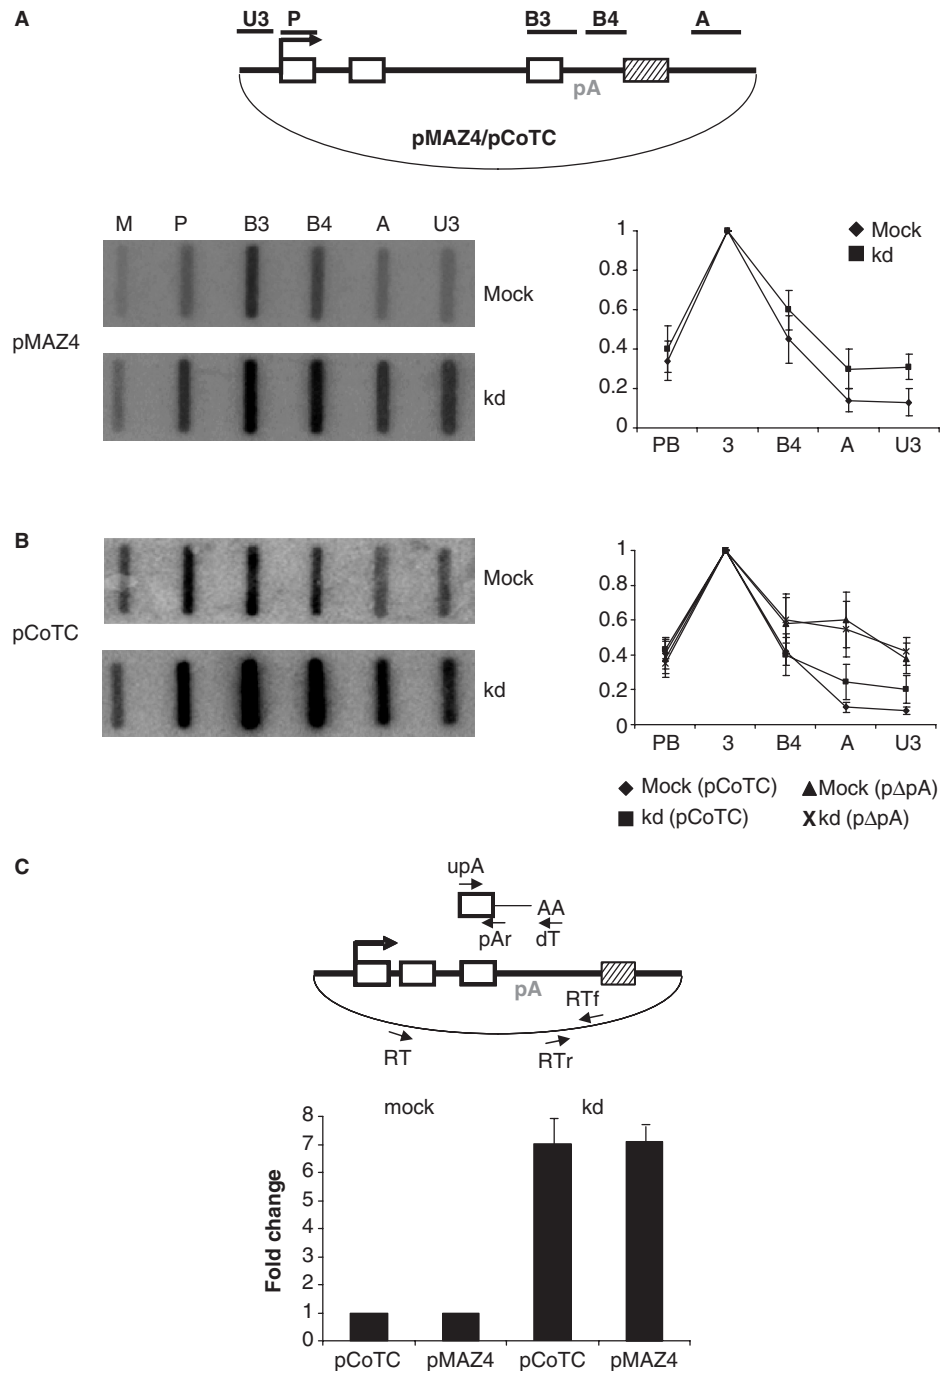 A
U3 P B3 B4 A
pA
pMAZ4/pCoTC
M P B3 B4 A U3
Mock
pMAZ4
kd
1
0.8
0.6
0.4
0.2
0
PB 3 B4 A U3
Mock
kd
B
Mock
pCoTC
kd
1
0.8
0.6
0.4
0.2
0
PB 3 B4 A U3
Mock (pCoTC) Mock (pΔpA)
kd (pCoTC) kd (pΔpA)
C
upA
AA
pAr dT
pA
RTf
RT RTr
mock kd
Fold change
8
7
6
5
4
3
2
1
0
pCoTC pMAZ4 pCoTC pMAZ4